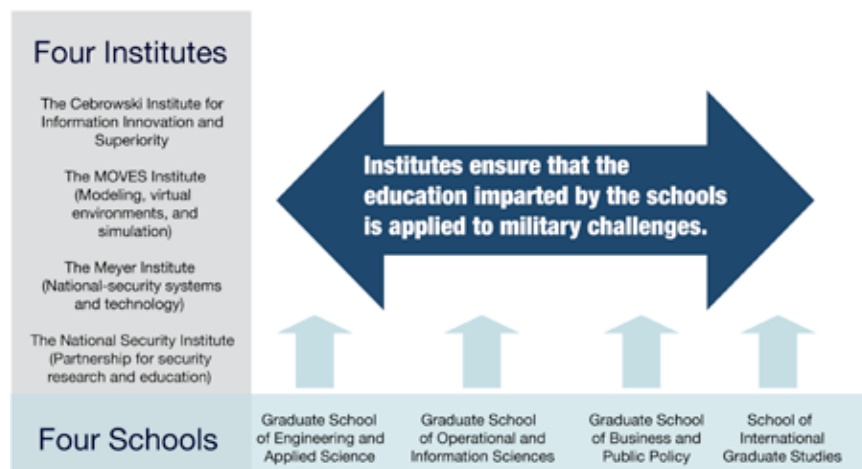 Four Institutes
The Cebrowski Institute for
Information Innovation and
Superiority
The MOVES Institute
(Modeling, virtual
environments, and
simulation)
The Meyer Institute
(National-security systems
and technology)
The National Security Institute
(Partnership for security
research and education)
Institutes ensure that the
education imparted by the schools
is applied to military challenges.
Four Schools
Graduate School
of Engineering and
Applied Science
Graduate School
of Operational and
Information Sciences
Graduate School
of Business and
Public Policy
School of
International
Graduate Studies